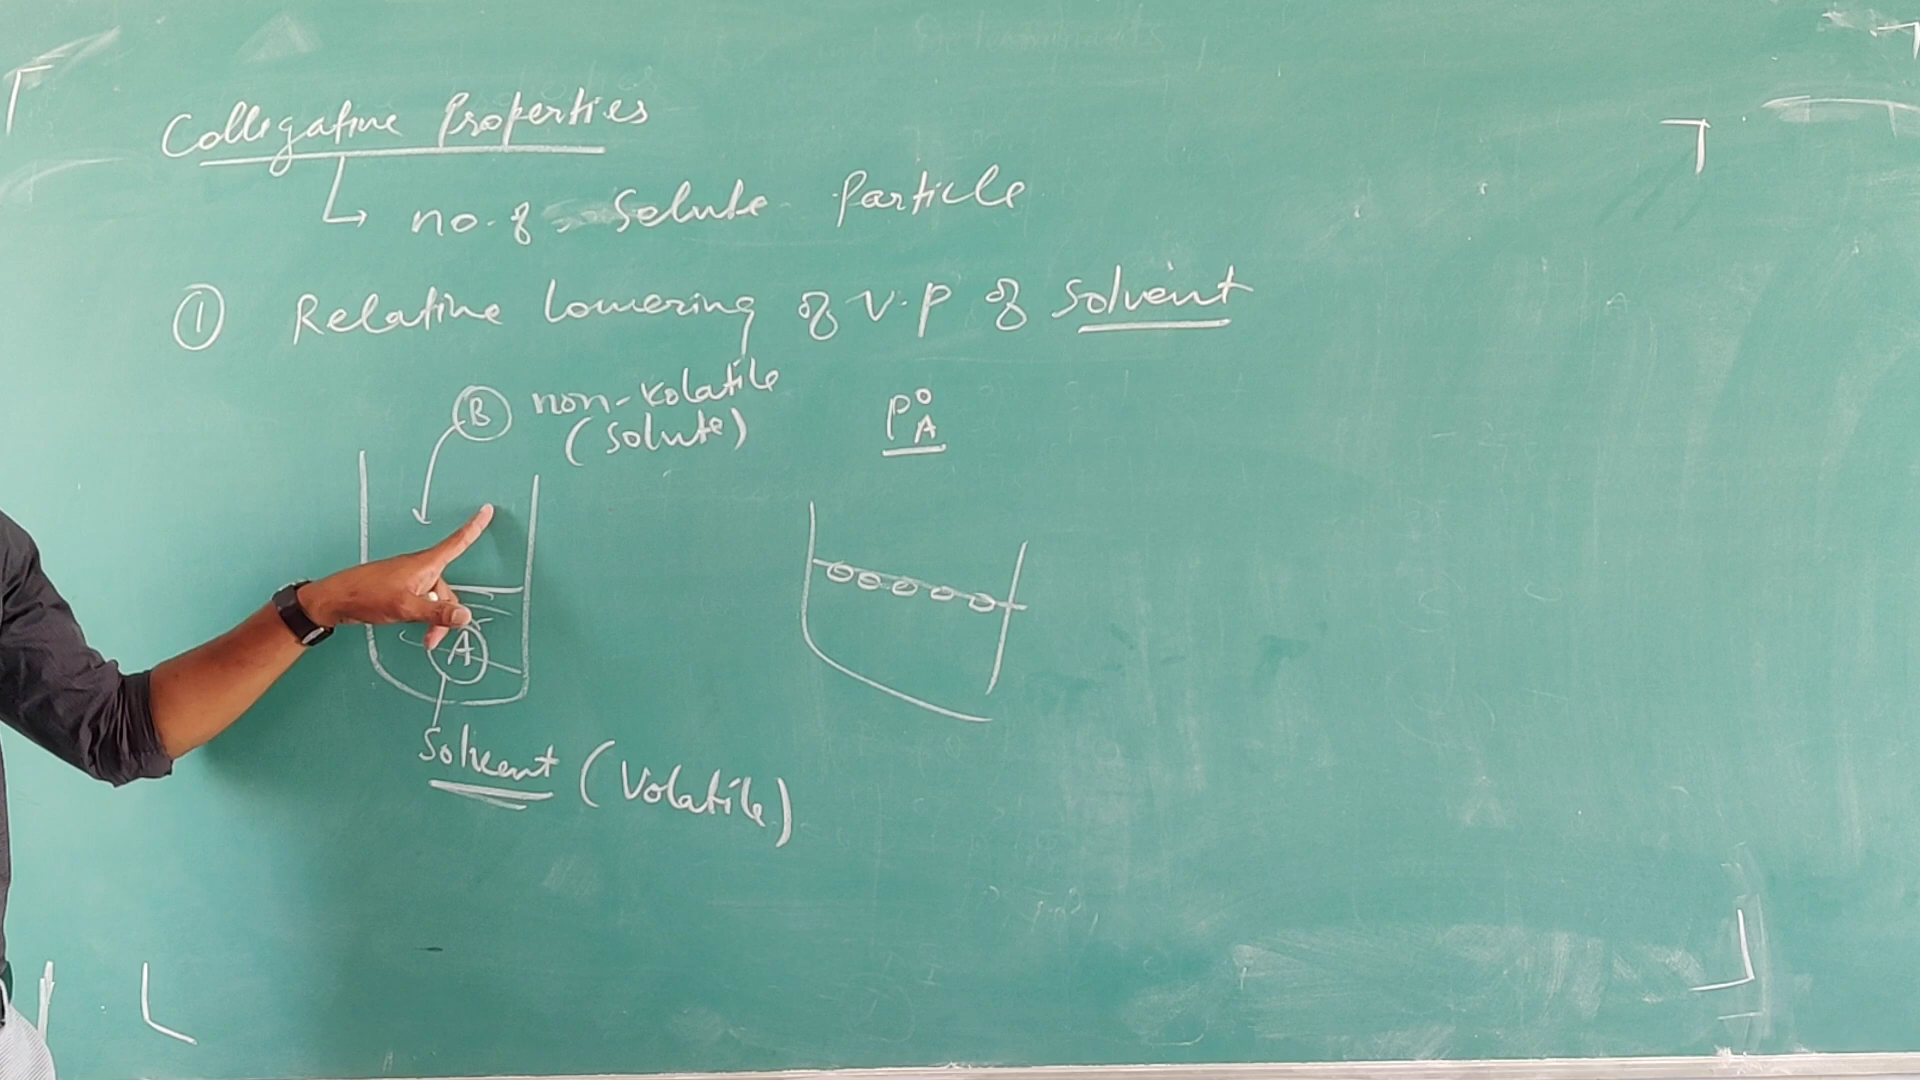 Colligative Properties
↳ no. of Solute Particle
① Relative Lowering of V.P of Solvent
B non-volatile
(Solute)
P°A
A
Solvent (Volatile)